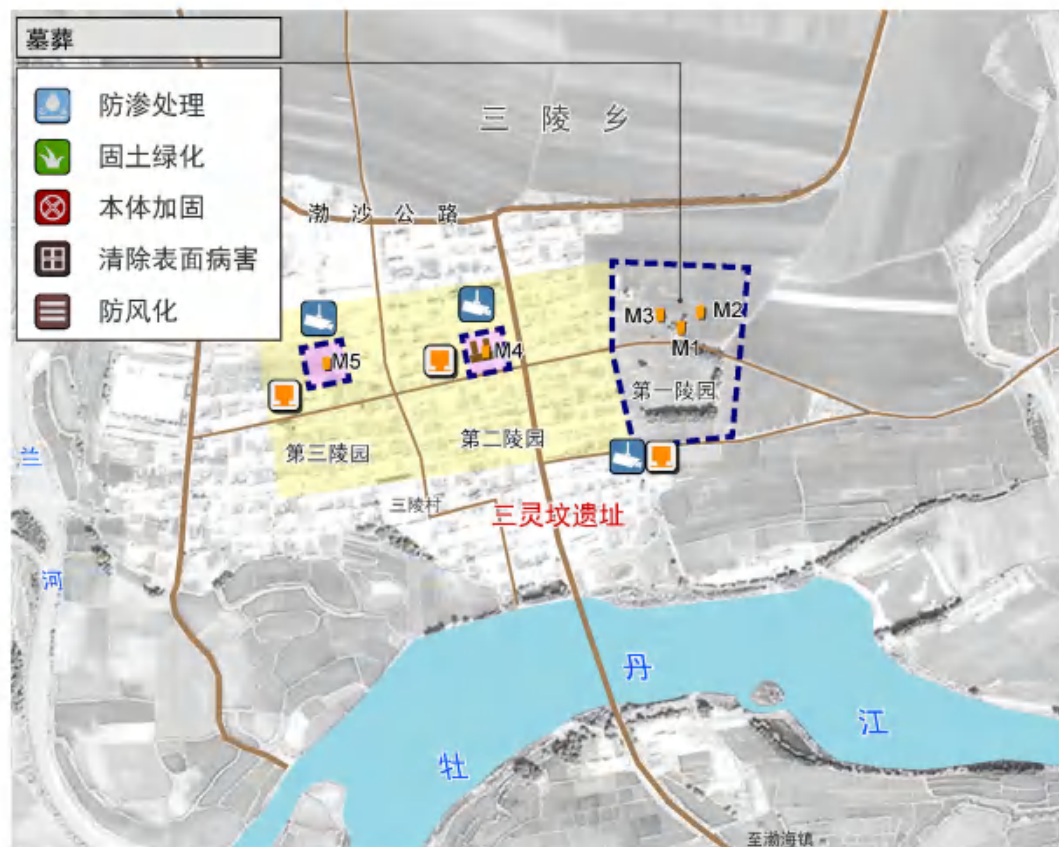 墓葬
防渗处理
固土绿化
本体加固
清除表面病害
防风化
三陵乡
渤沙公路
M3
M2
M1
M5
M4
第一陵园
第二陵园
第三陵园
三陵村
三灵坟遗址
兰
河
丹
江
牡
至渤海镇